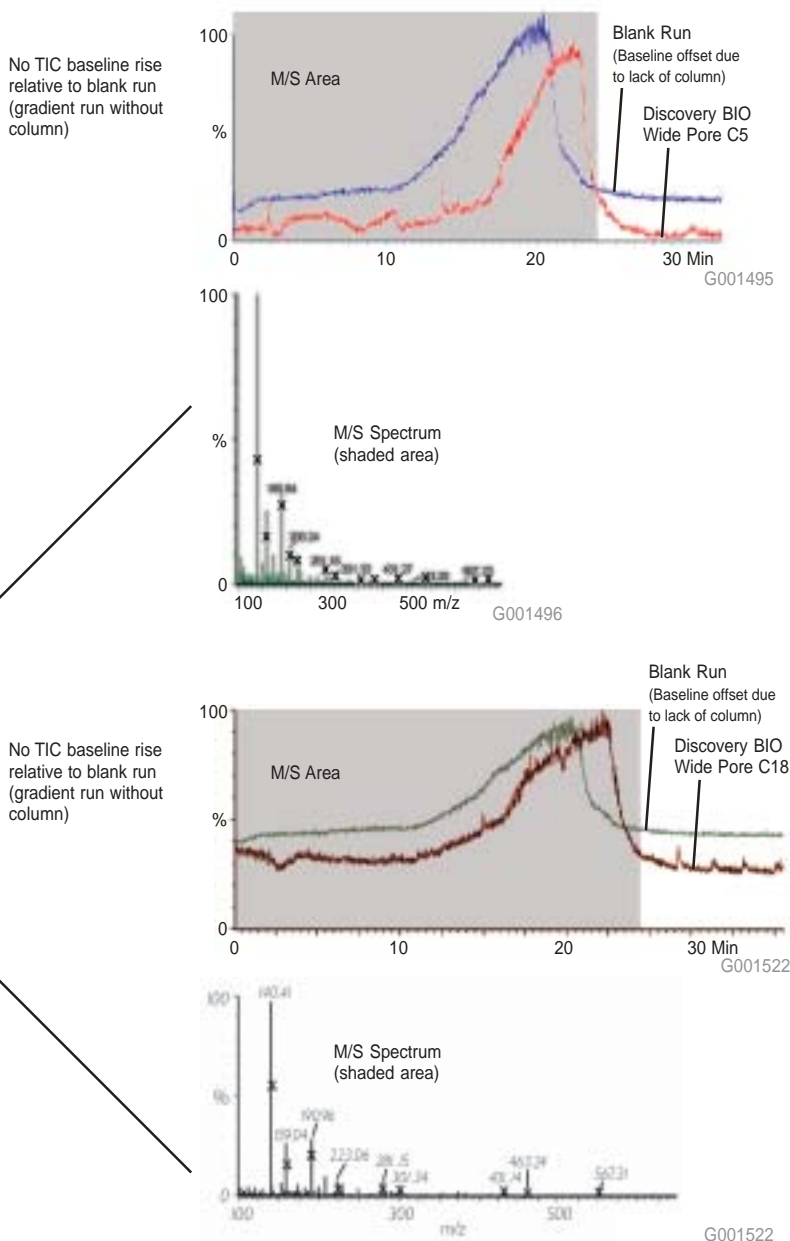 No TIC baseline rise
relative to blank run
(gradient run without
column)
100
%
0
M/S Area
Blank Run
(Baseline offset due
to lack of column)
Discovery BIO
Wide Pore C5
0 10 20 30 Min
G001495
100
%
0
M/S Spectrum
(shaded area)
100 300 500 m/z
G001496
No TIC baseline rise
relative to blank run
(gradient run without
column)
100
%
0
M/S Area
Blank Run
(Baseline offset due
to lack of column)
Discovery BIO
Wide Pore C18
0 10 20 30 Min
G001522
100
%
0
M/S Spectrum
(shaded area)
140.41
159.04
190.96
223.06
300 500
m/z
G001522